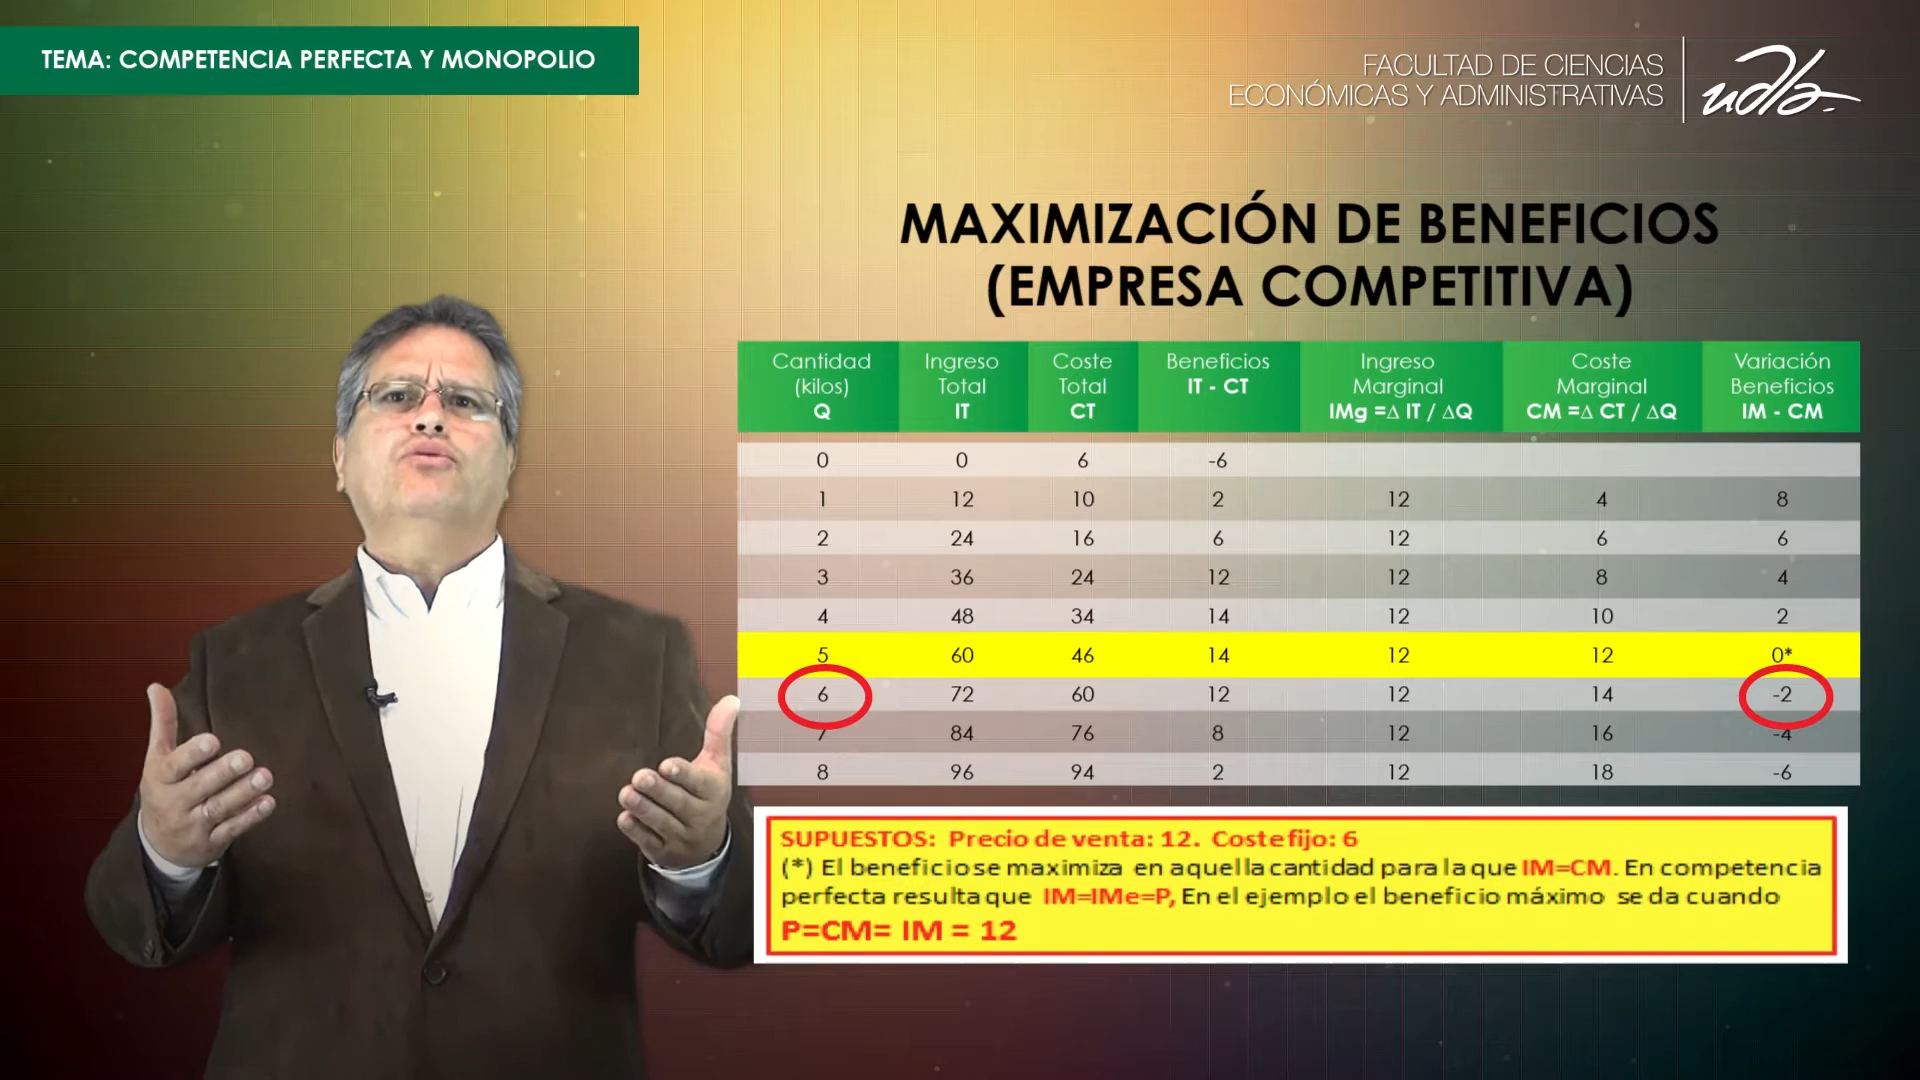 TEMA: COMPETENCIA PERFECTA Y MONOPOLIO
FACULTAD DE CIENCIAS
ECONÓMICAS Y ADMINISTRATIVAS
udla-
MAXIMIZACIÓN DE BENEFICIOS
(EMPRESA COMPETITIVA)
Cantidad (kilos) Q | Ingreso Total IT | Coste Total CT | Beneficios IT - CT | Ingreso Marginal IMg =∆ IT / ∆Q | Coste Marginal CM =∆ CT / ∆Q | Variación Beneficios IM - CM
0 0 6 -6
1 12 10 2 12 4 8
2 24 16 6 12 6 6
3 36 24 12 12 8 4
4 48 34 14 12 10 2
5 60 46 14 12 12 0*
6 72 60 12 12 14 -2
7 84 76 8 12 16 -4
8 96 94 2 12 18 -6
SUPUESTOS: Precio de venta: 12. Coste fijo: 6
(*) El beneficio se maximiza en aquella cantidad para la que IM=CM. En competencia
perfecta resulta que IM=IMe=P, En el ejemplo el beneficio máximo se da cuando
P=CM= IM = 12